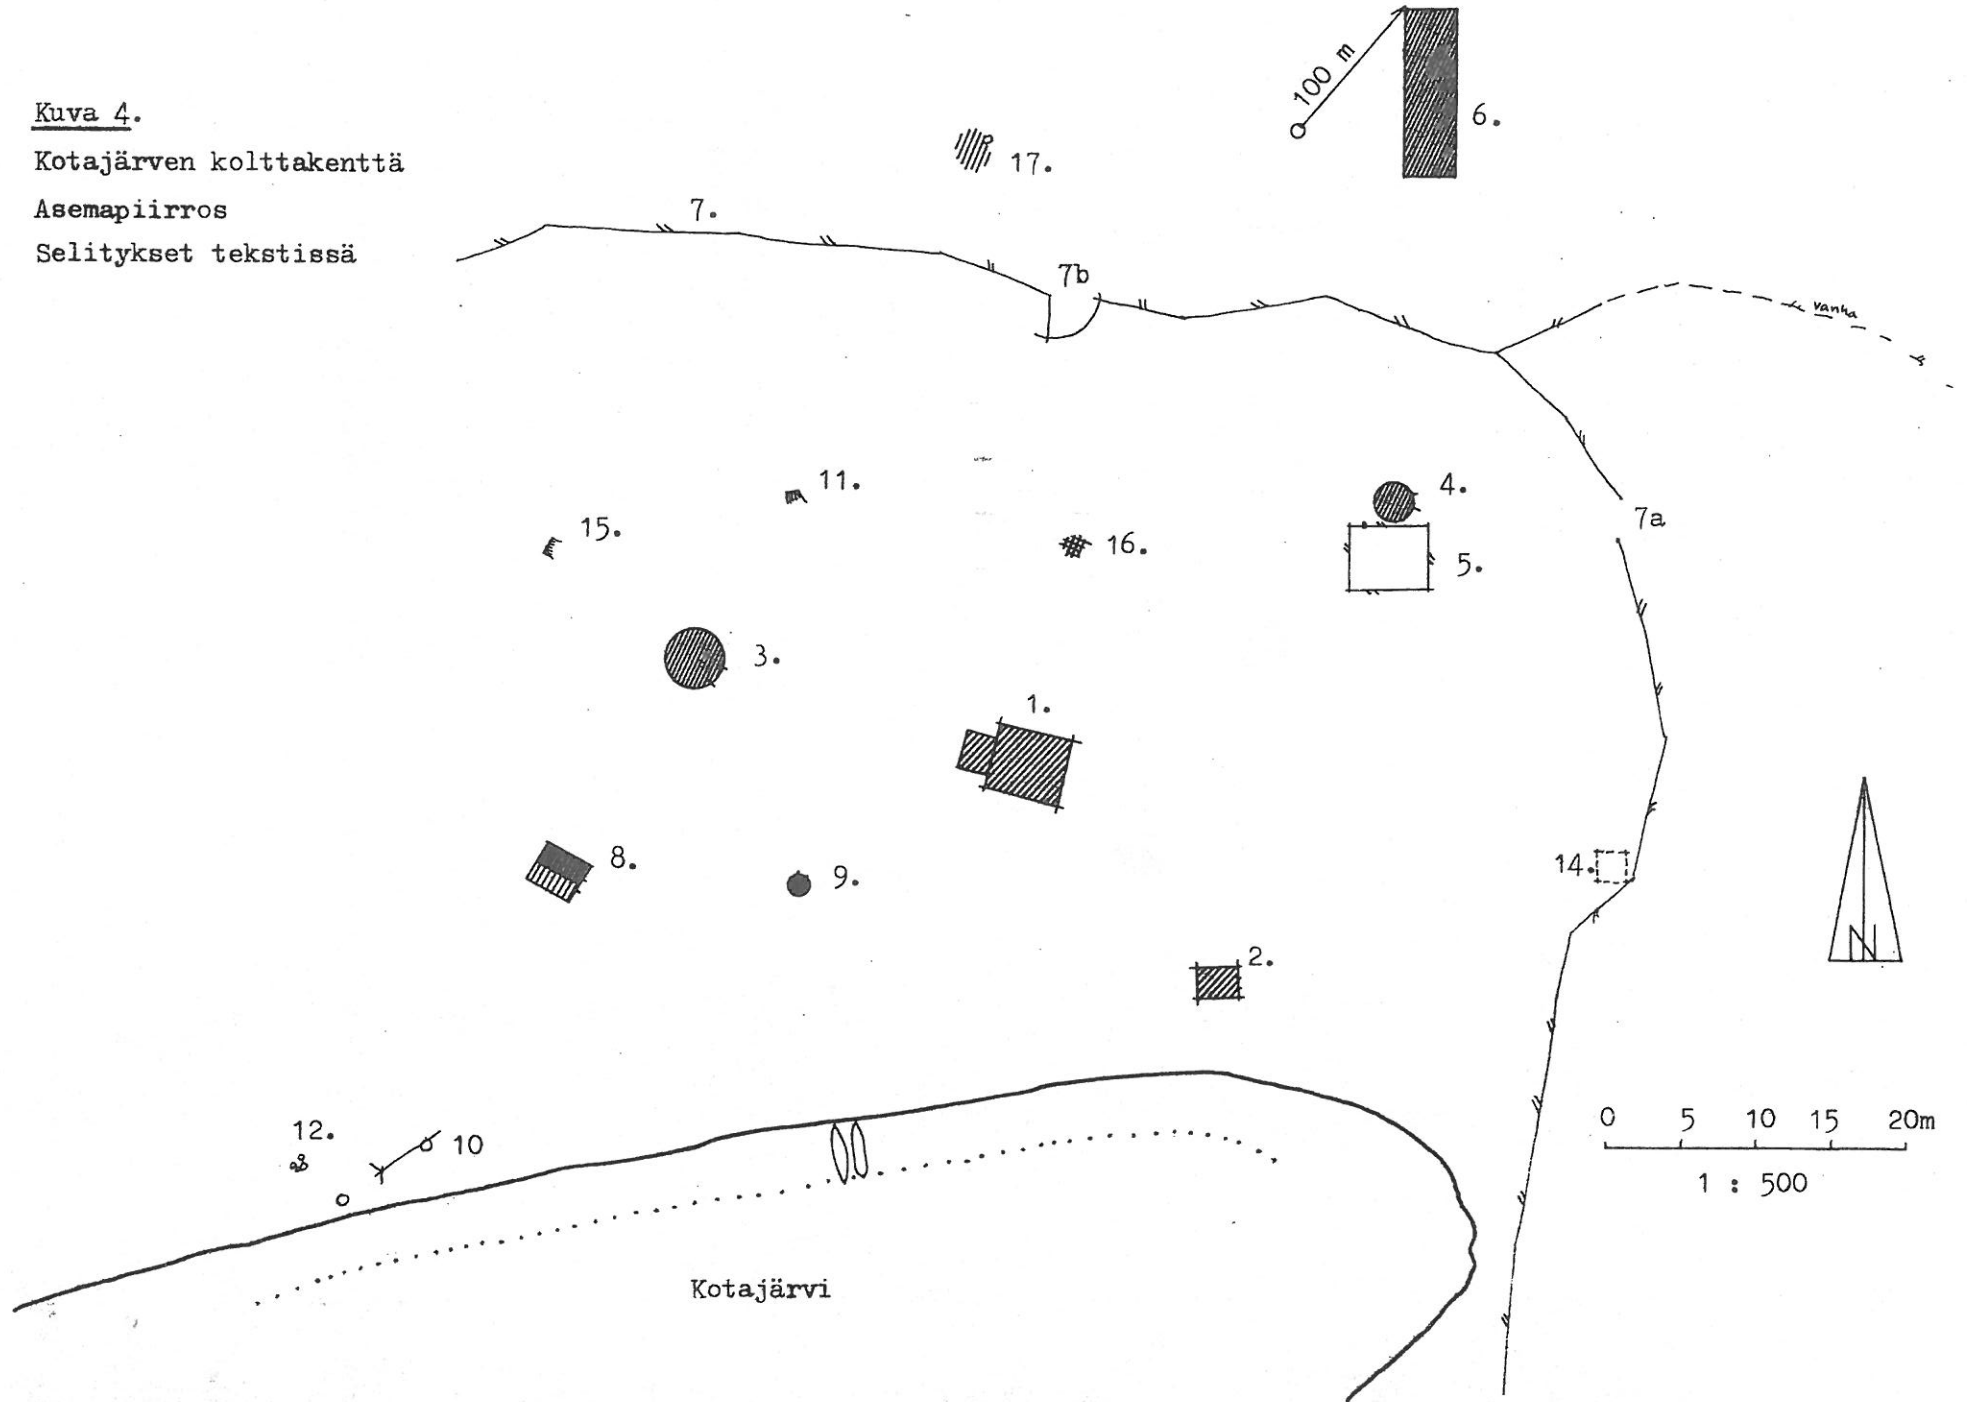 Kuva 4.
Kotajärven kolttakenttä
Asemapiirros
Selitykset tekstissä
100 m
6.
17.
7.
7b
vanha
11.
4.
15.
7a
16.
5.
3.
1.
8.
9.
14.
2.
N
12.
10
0 5 10 15 20m
1 : 500
Kotajärvi